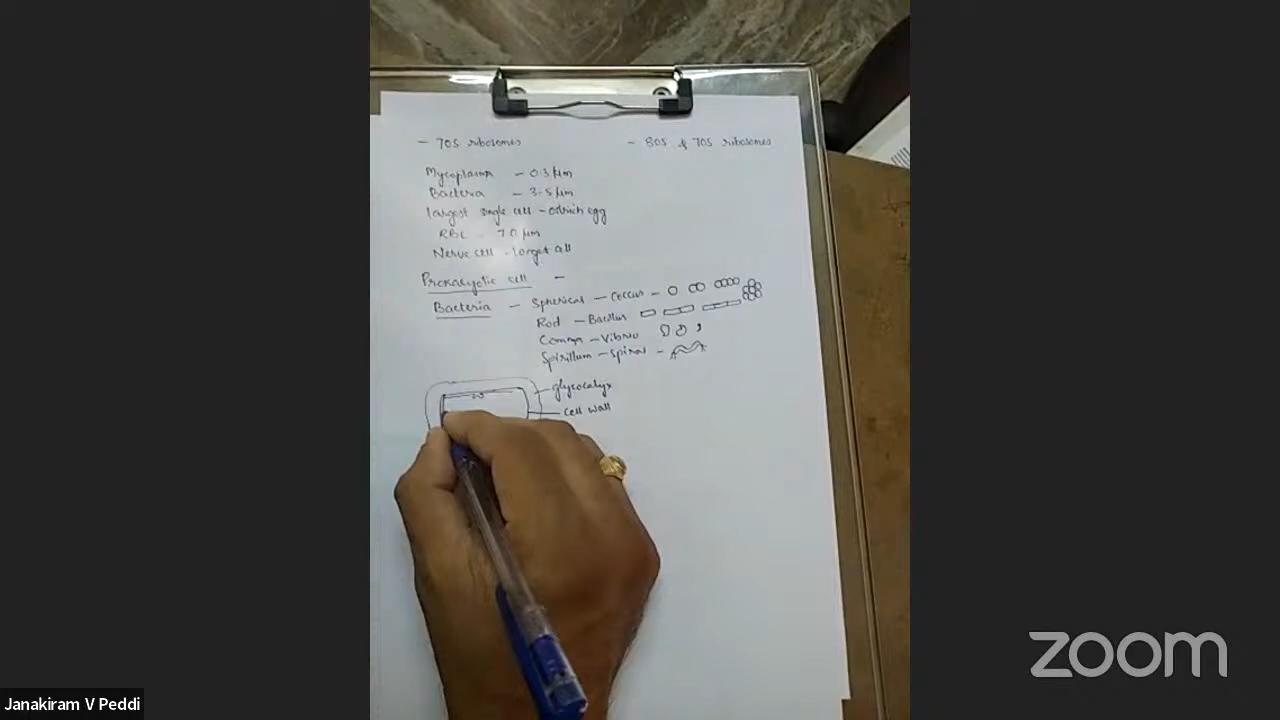 - 70S ribosomes
- 80S & 70S ribosomes
Mycoplasma - 0.3 μm
Bacteria - 3-5 μm
largest single cell - ostrich egg
RBC - 7.0 μm
Nerve cell - longest cell
Prokaryotic cell -
Bacteria - Spherical - Coccus -
Rod - Bacillus
Comma - Vibrio
Spirillum - Spiral -
glycocalyx
cell wall
zoom
Janakiram V Peddi